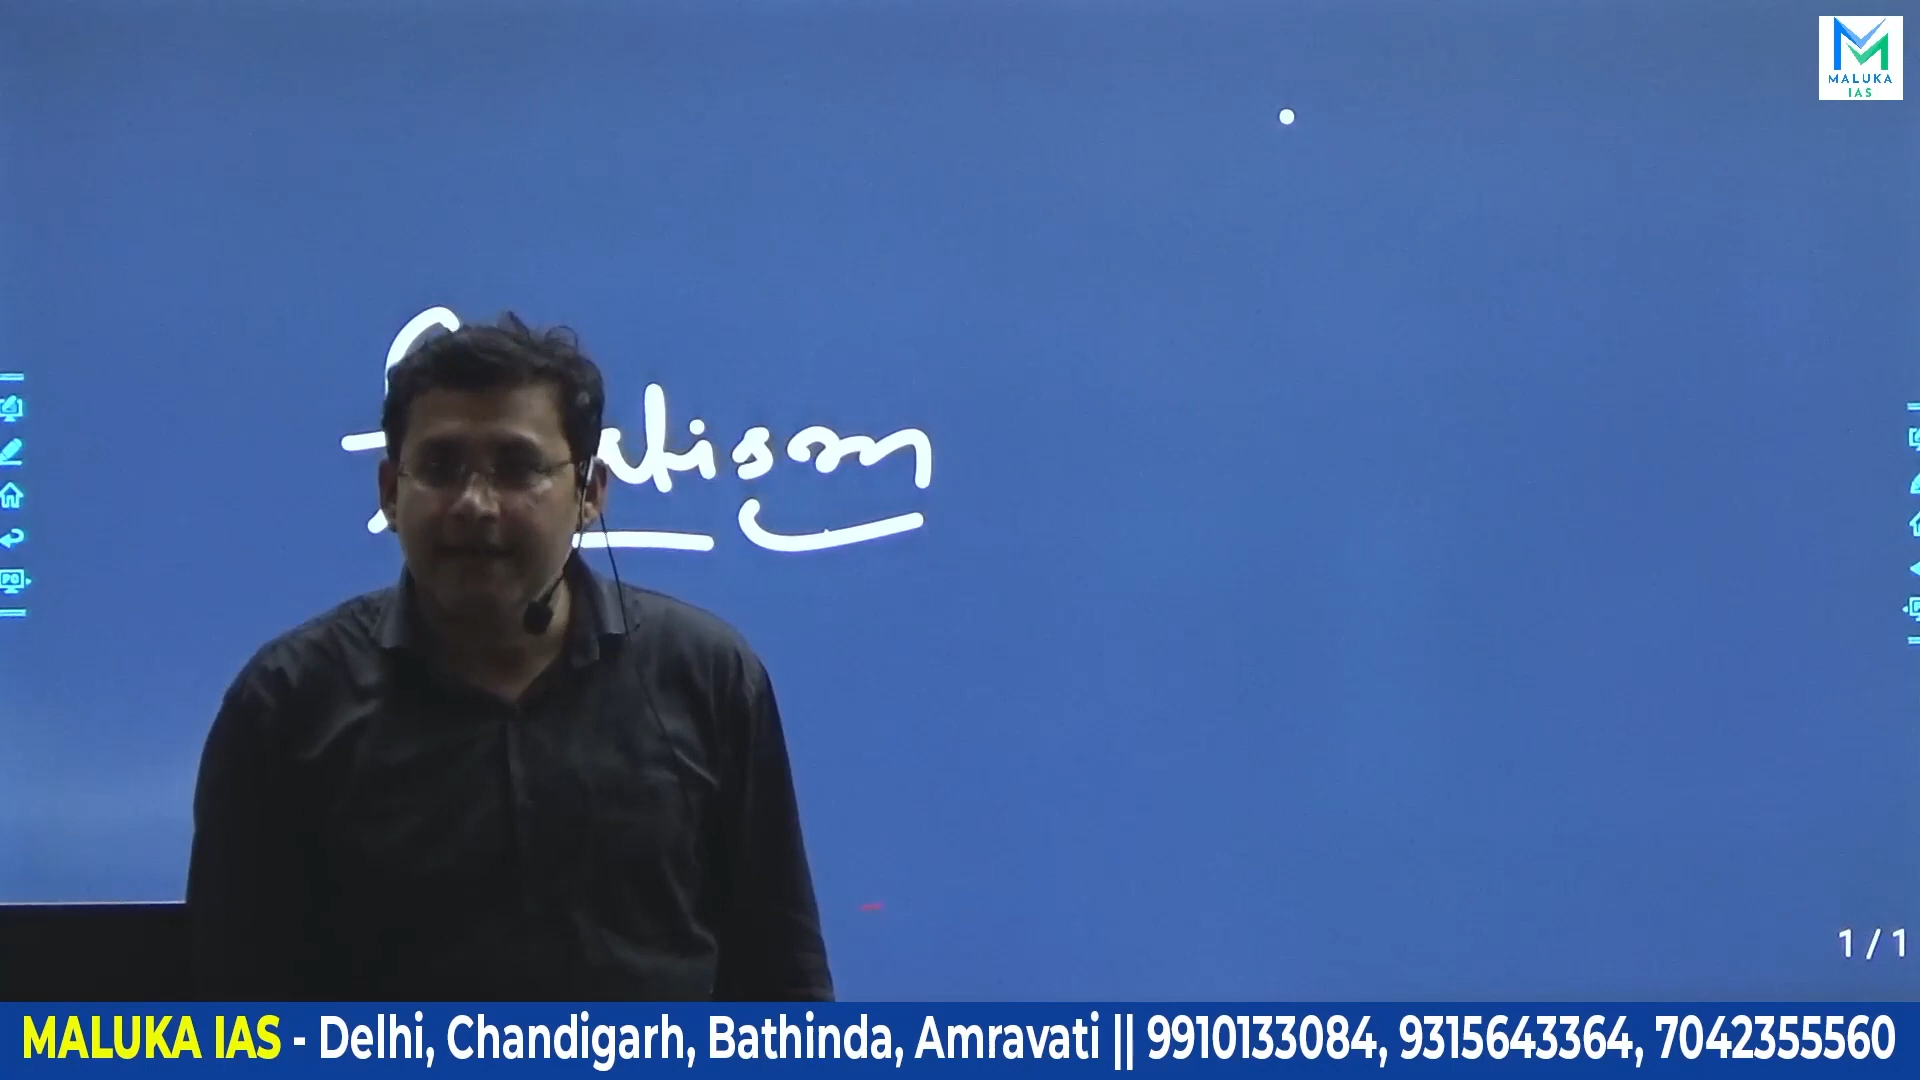 MALUKA
IAS
1 / 1
MALUKA IAS - Delhi, Chandigarh, Bathinda, Amravati || 9910133084, 9315643364, 7042355560